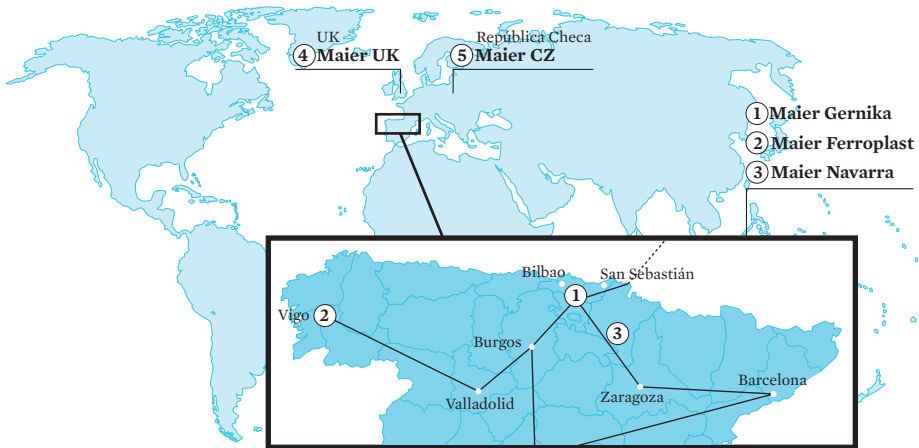 UK
4 Maier UK
República Checa
5 Maier CZ
1 Maier Gernika
2 Maier Ferroplast
3 Maier Navarra
Bilbao
San Sebastián
1
Vigo 2
3
Burgos
Valladolid
Zaragoza
Barcelona